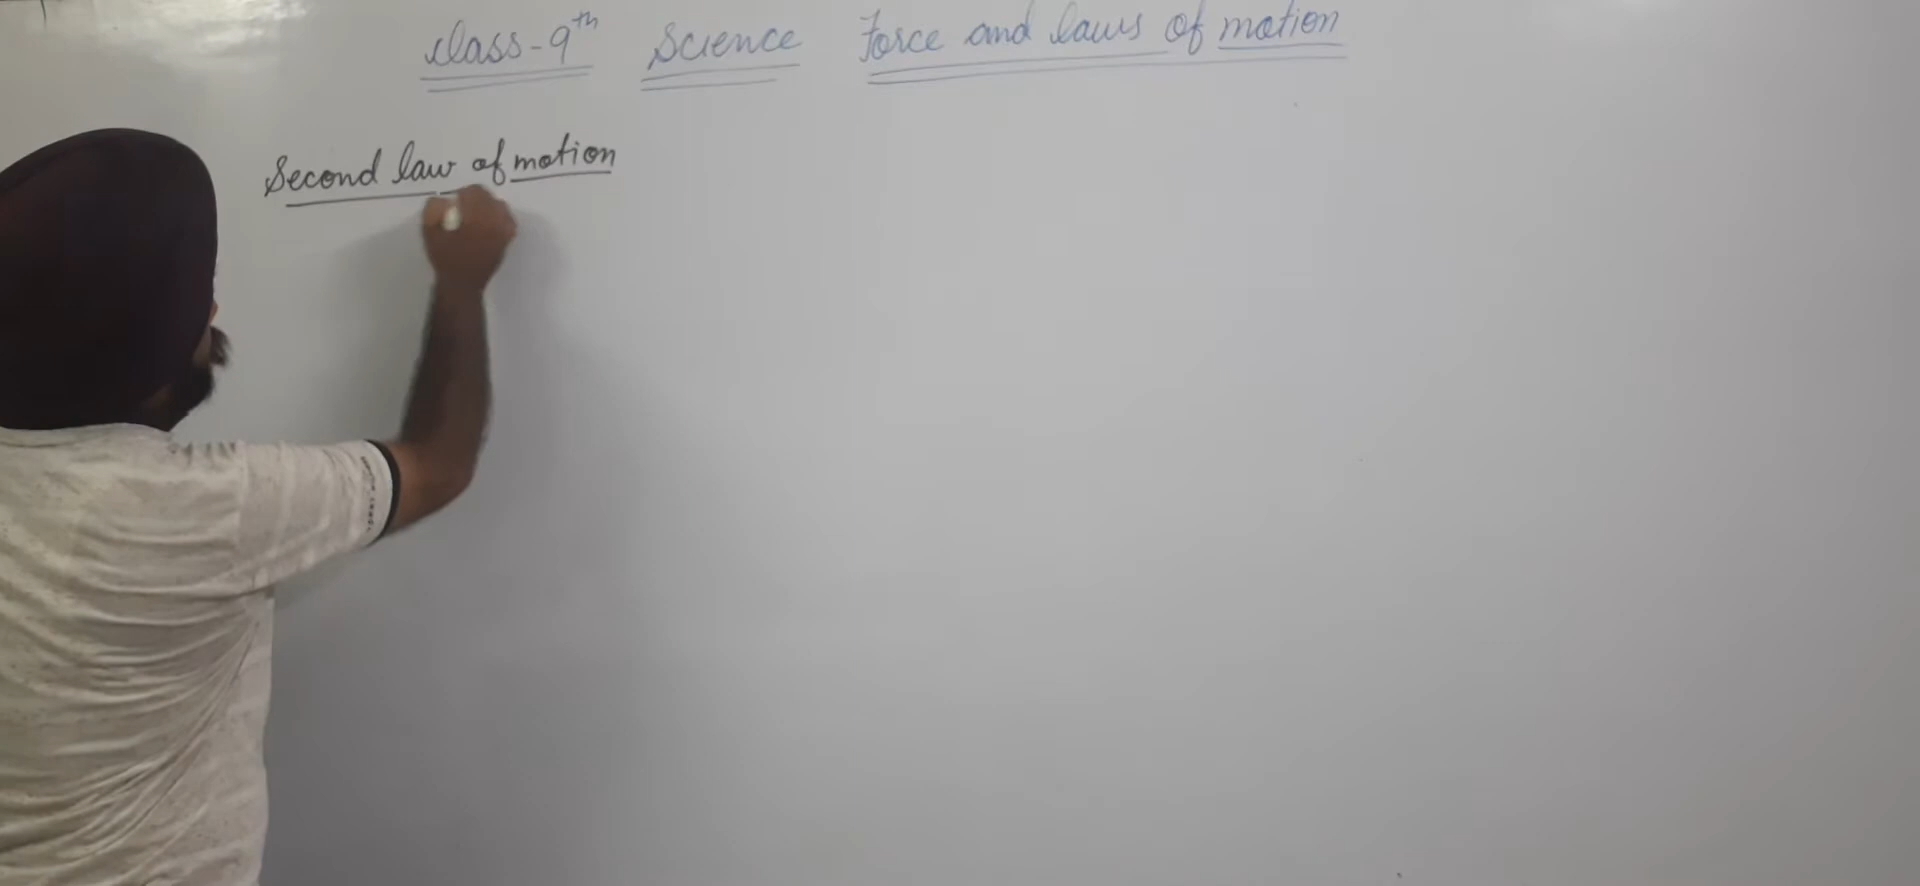 Class-9th Science Force and laws of motion
Second law of motion